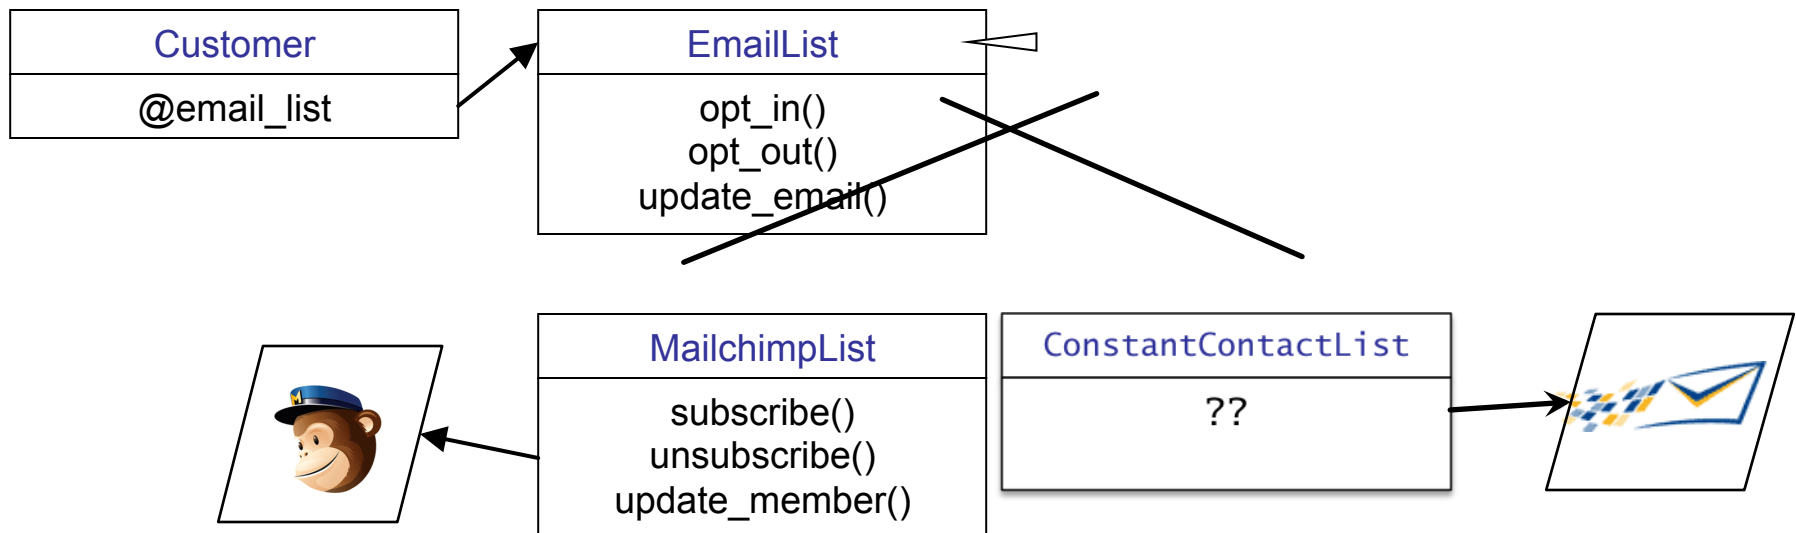 Customer
@email_list
EmailList
opt_in()
opt_out()
update_email()
MailchimpList
subscribe()
unsubscribe()
update_member()
ConstantContactList
??